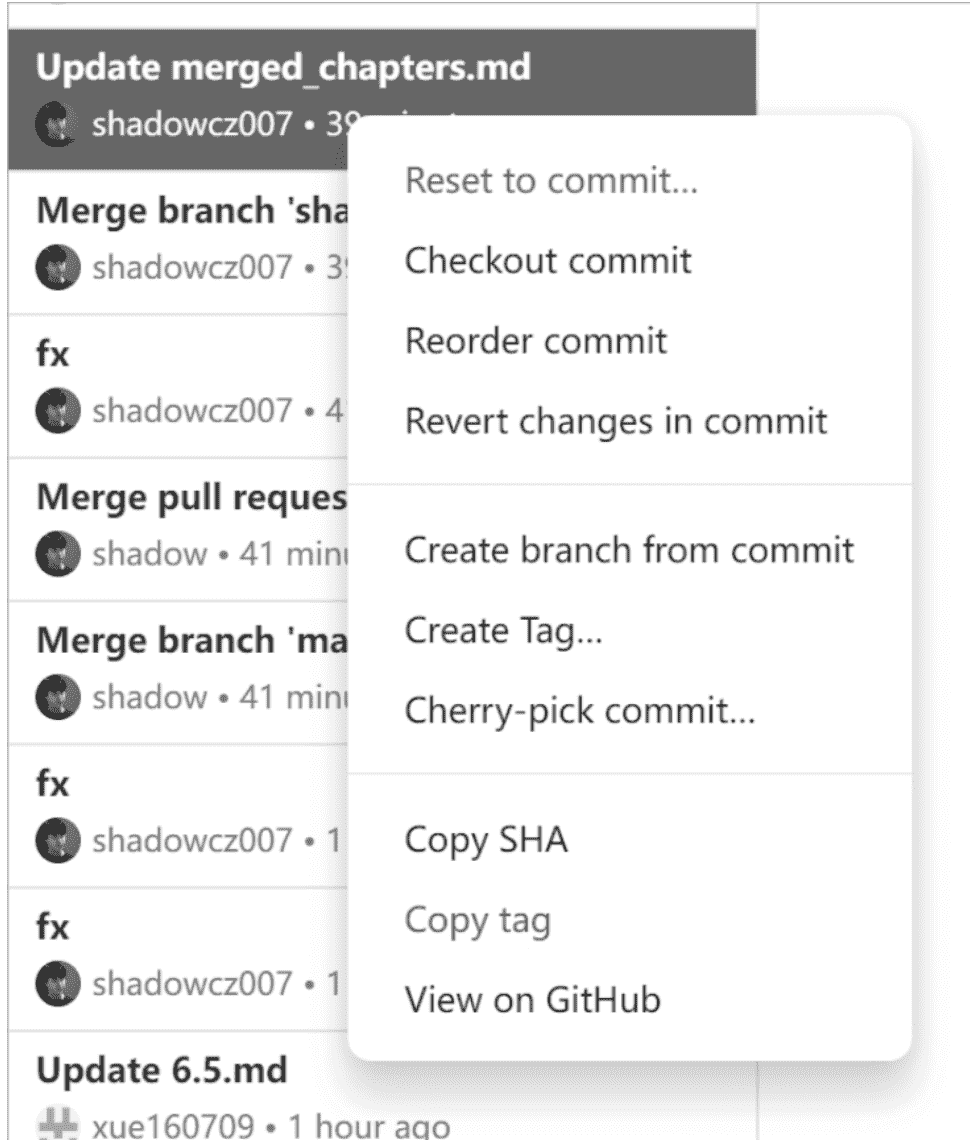 Update merged_chapters.md
shadowcz007 • 39
Merge branch 'sha
shadowcz007 • 39
fx
shadowcz007 • 4
Merge pull reques
shadow • 41 minu
Merge branch 'ma
shadow • 41 minu
fx
shadowcz007 • 1
fx
shadowcz007 • 1
Update 6.5.md
xue160709 • 1 hour ago
Reset to commit...
Checkout commit
Reorder commit
Revert changes in commit
Create branch from commit
Create Tag...
Cherry-pick commit...
Copy SHA
Copy tag
View on GitHub